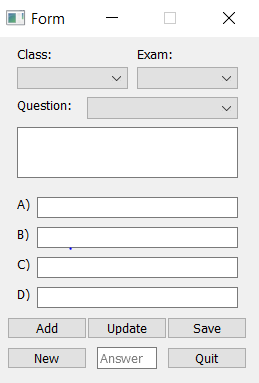 Form
Class: Exam:
Question:
A)
B)
C)
D)
Add Update Save
New Answer Quit